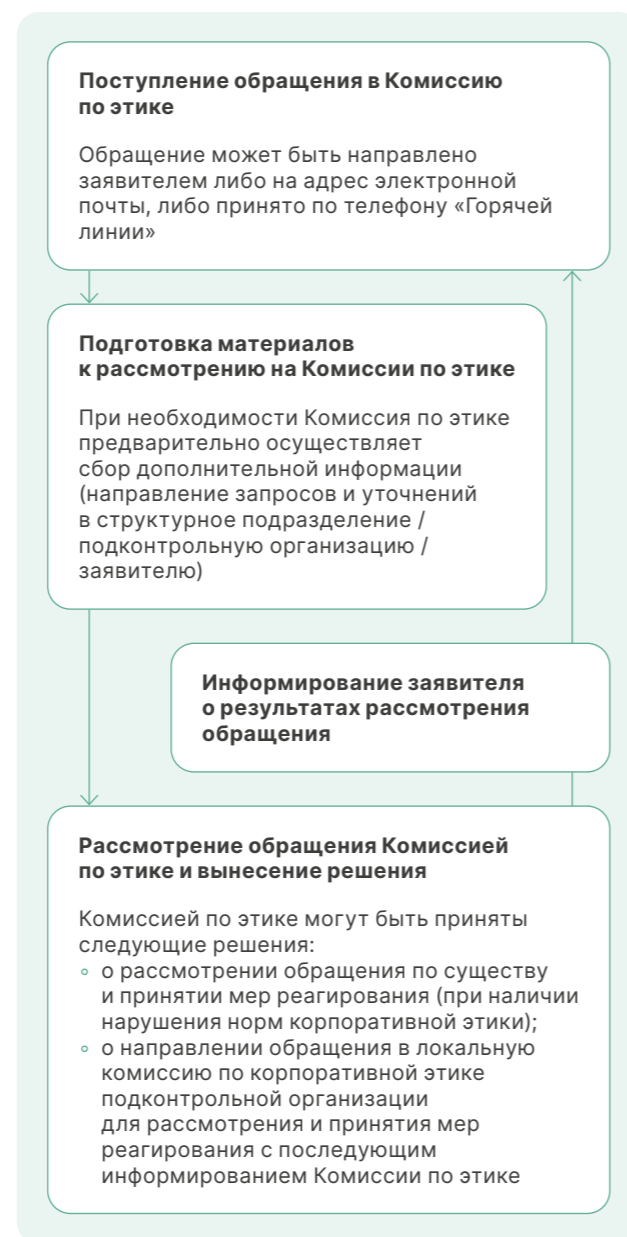 Поступление обращения в Комиссию
по этике
Обращение может быть направлено
заявителем либо на адрес электронной
почты, либо принято по телефону «Горячей
линии»
Подготовка материалов
к рассмотрению на Комиссии по этике
При необходимости Комиссия по этике
предварительно осуществляет
сбор дополнительной информации
(направление запросов и уточнений
в структурное подразделение /
подконтрольную организацию /
заявителю)
Информирование заявителя
о результатах рассмотрения
обращения
Рассмотрение обращения Комиссией
по этике и вынесение решения
Комиссией по этике могут быть приняты
следующие решения:
о рассмотрении обращения по существу
и принятии мер реагирования (при наличии
нарушения норм корпоративной этики);
о направлении обращения в локальную
комиссию по корпоративной этике
подконтрольной организации
для рассмотрения и принятия мер
реагирования с последующим
информированием Комиссии по этике